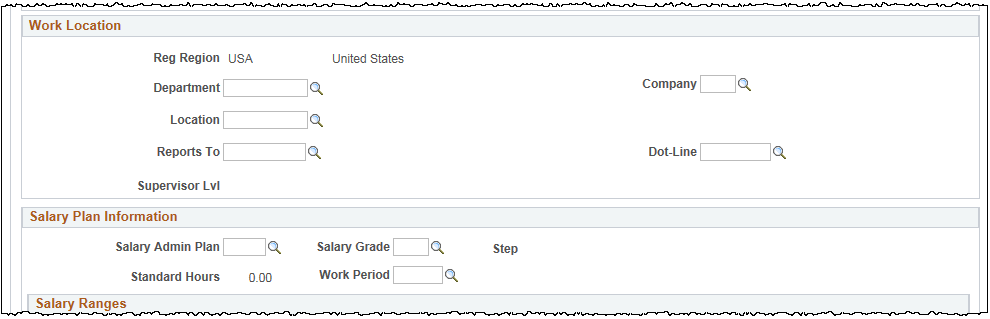 Work Location
Reg Region USA United States
Department Company
Location
Reports To Dot-Line
Supervisor Lvl
Salary Plan Information
Salary Admin Plan Salary Grade Step
Standard Hours 0.00 Work Period
Salary Ranges